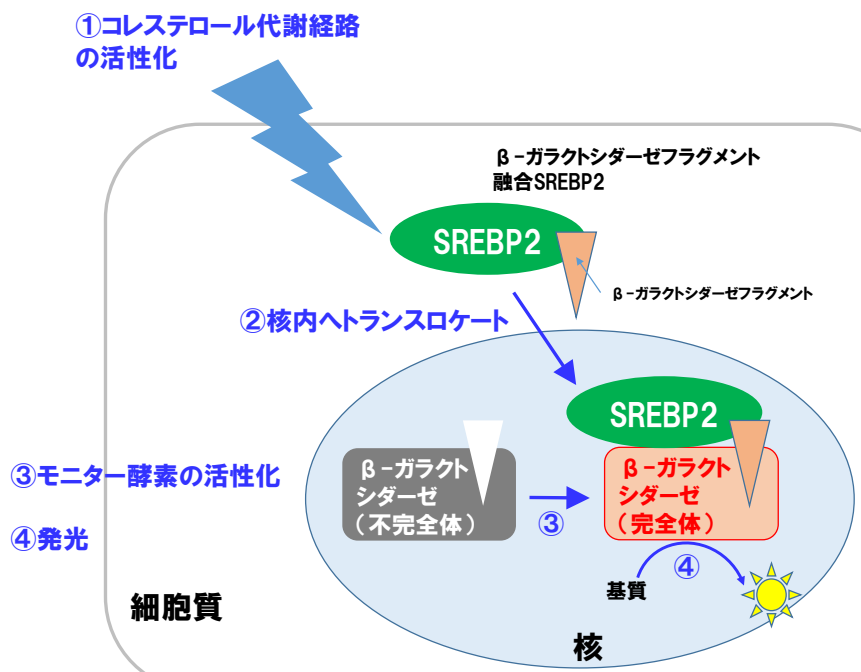 ①コレステロール代謝経路
の活性化
β-ガラクトシダーゼフラグメント
融合SREBP2
SREBP2
β-ガラクトシダーゼフラグメント
②核内へトランスロケート
SREBP2
③モニター酵素の活性化
β-ガラクト
シダーゼ
(不完全体)
③
β-ガラクト
シダーゼ
(完全体)
④発光
④
基質
細胞質
核